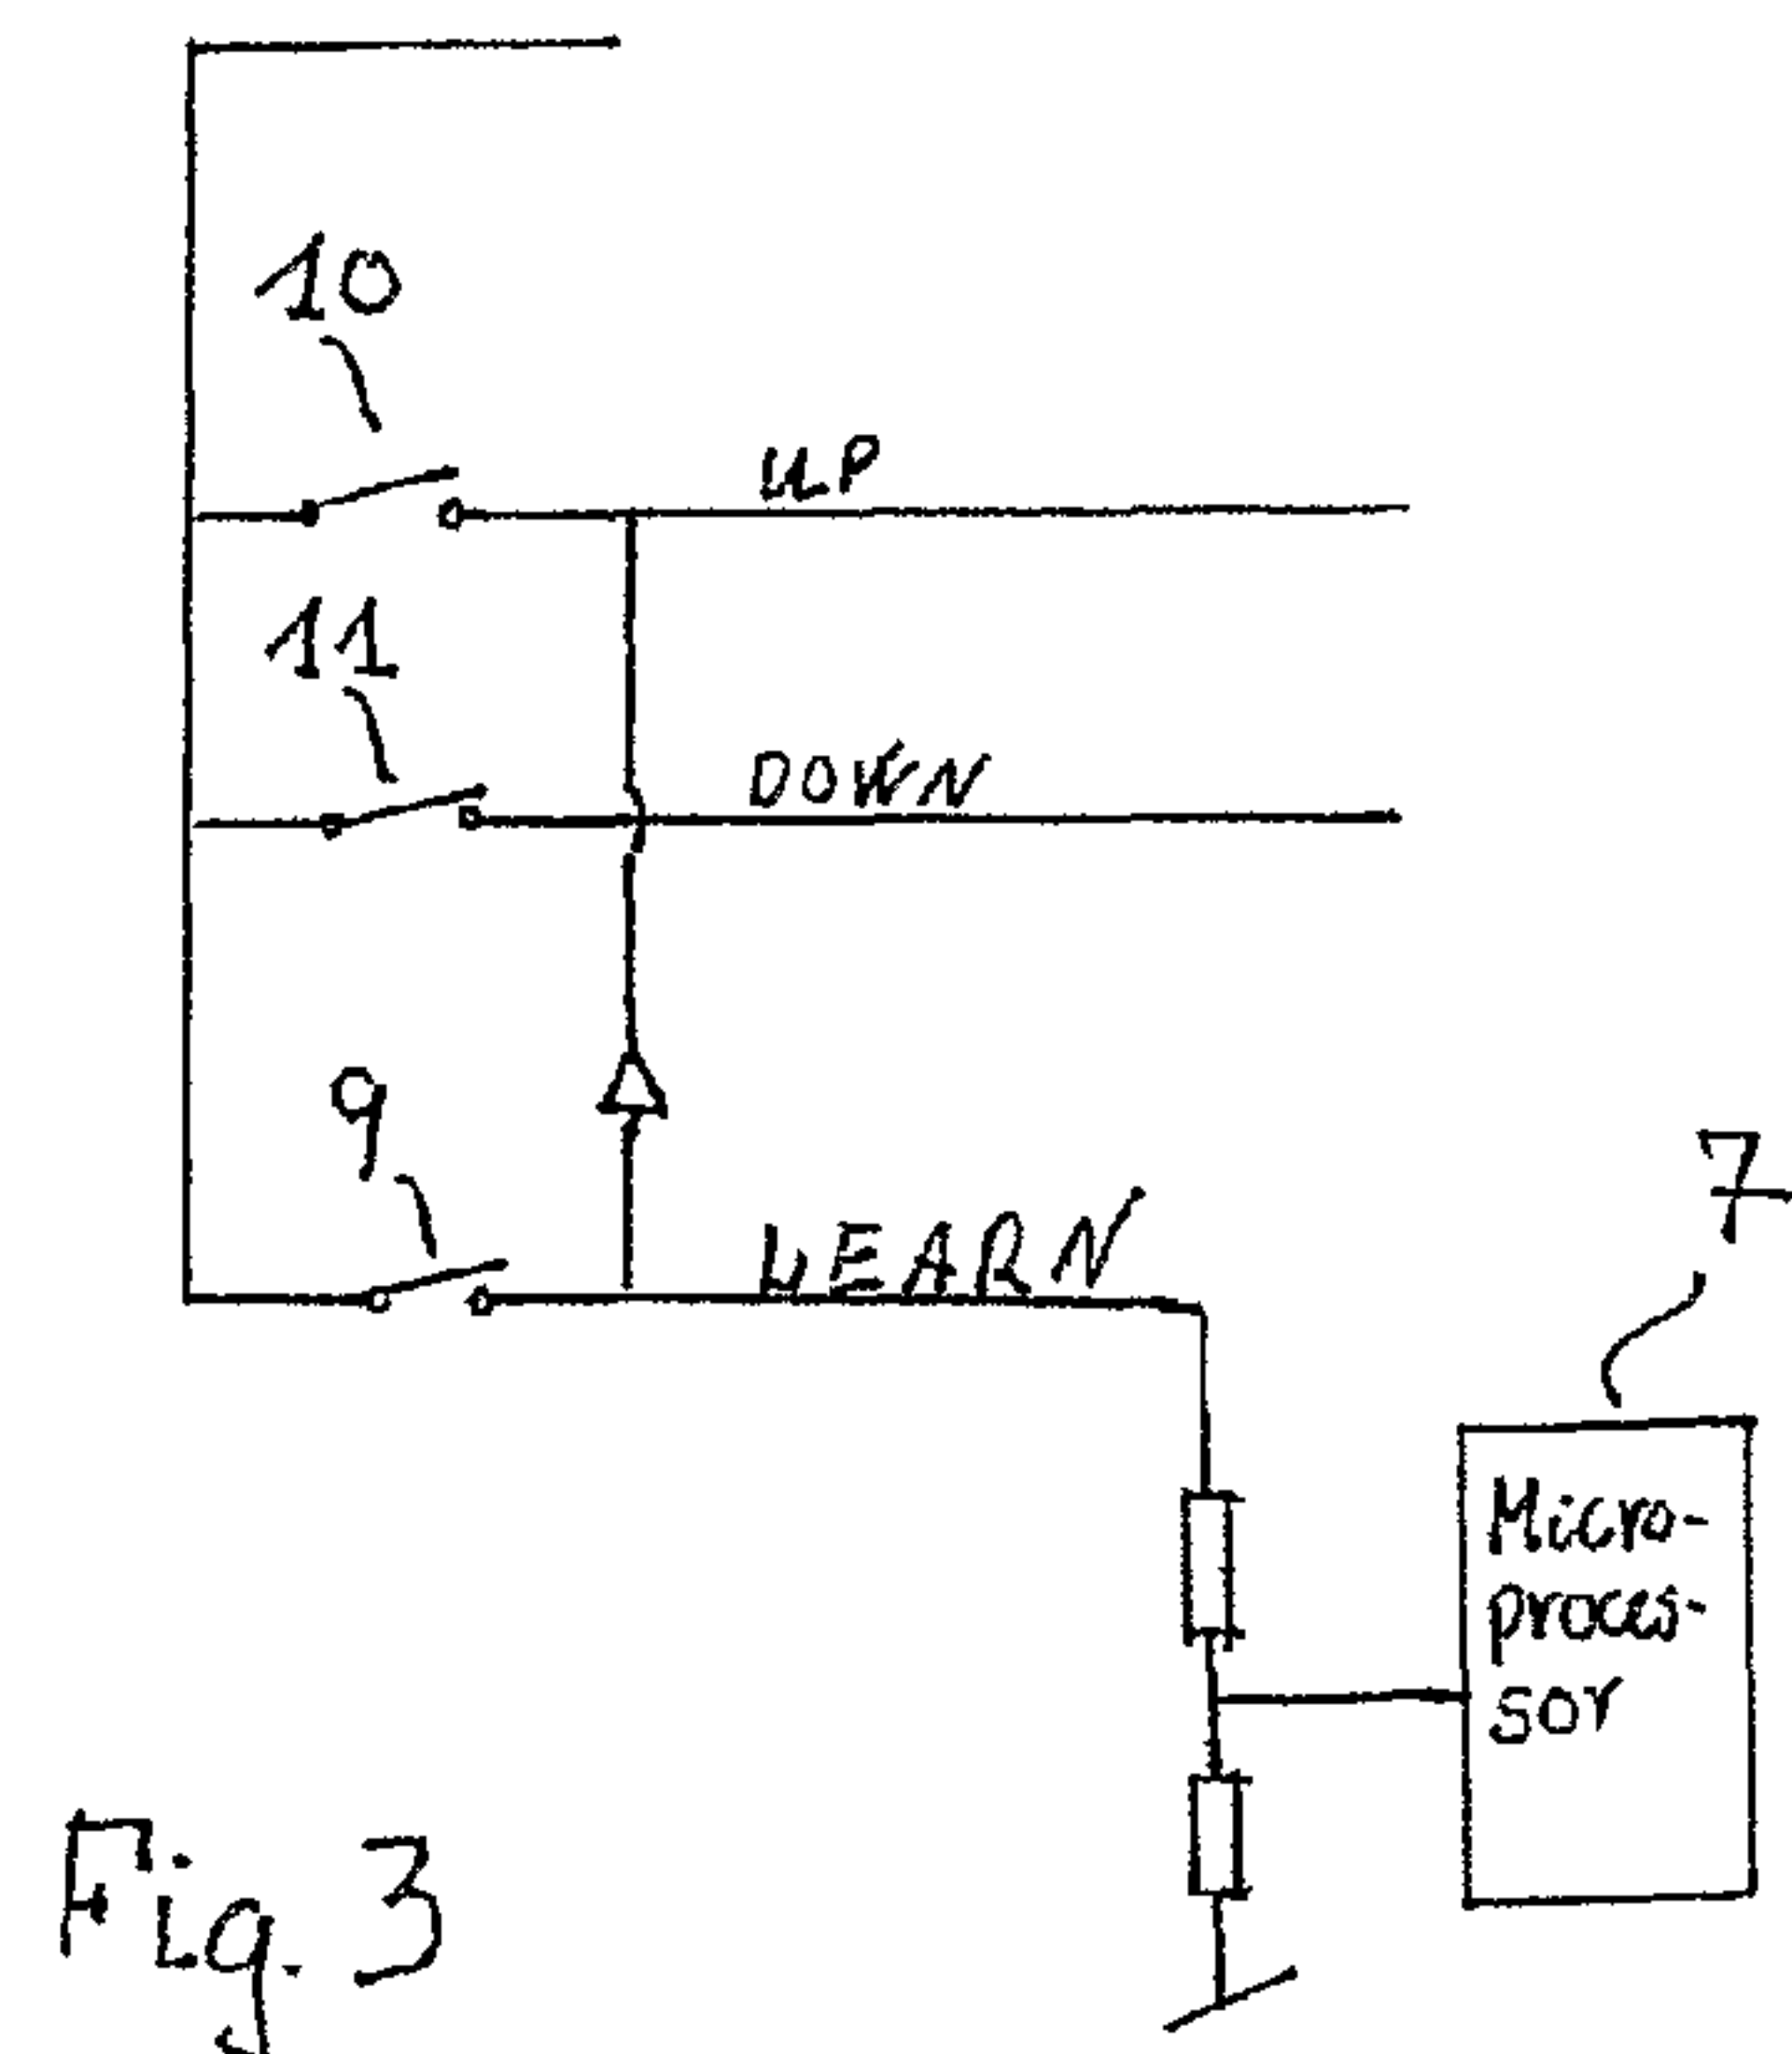 10
UP
11
DOWN
9
LEARN
7
Micro-
proces-
sor
Fig. 3